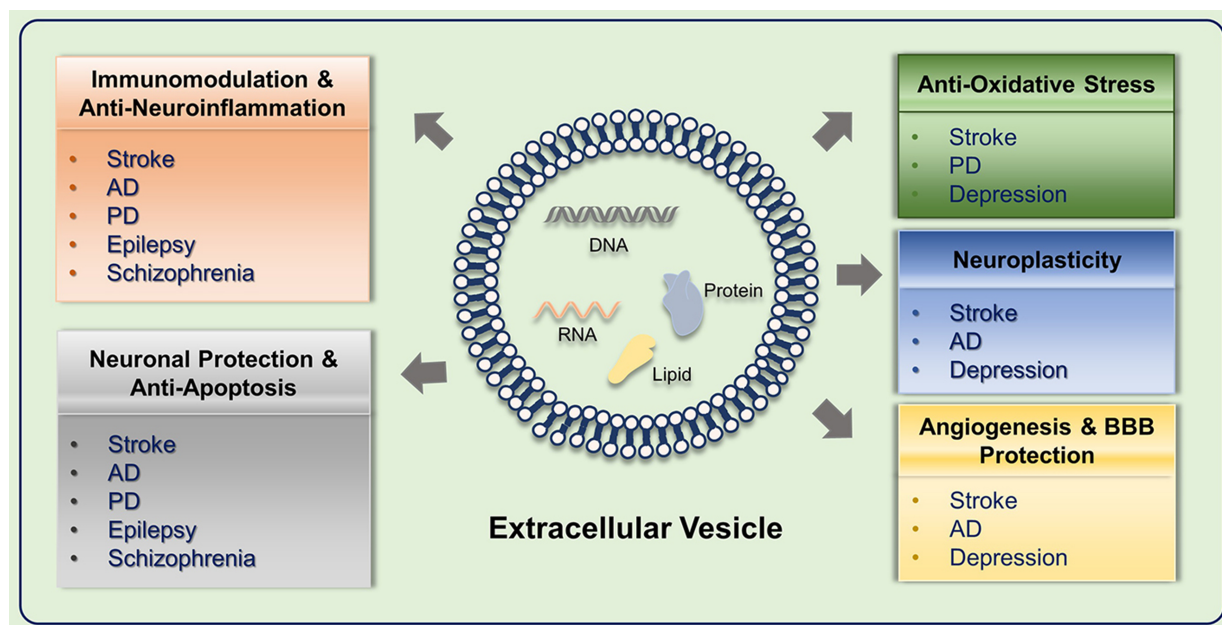 Immunomodulation &
Anti-Neuroinflammation
• Stroke
• AD
• PD
• Epilepsy
• Schizophrenia
Neuronal Protection &
Anti-Apoptosis
• Stroke
• AD
• PD
• Epilepsy
• Schizophrenia
DNA
Protein
RNA
Lipid
Extracellular Vesicle
Anti-Oxidative Stress
• Stroke
• PD
• Depression
Neuroplasticity
• Stroke
• AD
• Depression
Angiogenesis & BBB
Protection
• Stroke
• AD
• Depression